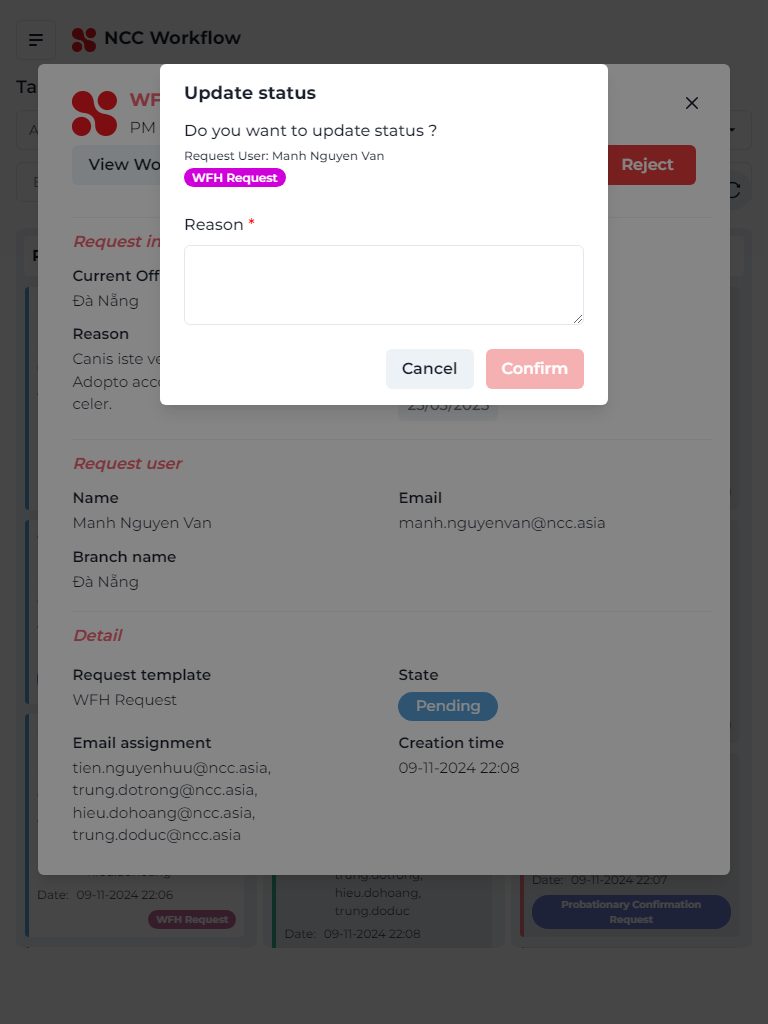 NCC Workflow
Ta
WF
PM
View Wo
Reject
Update status
Do you want to update status ?
Request User: Manh Nguyen Van
WFH Request
Reason *
Cancel
Confirm
Request in
Current Off
Đà Nẵng
Reason
Canis iste ve
Adopto acc
celer.
23/03/2025
Request user
Name
Email
Manh Nguyen Van
manh.nguyenvan@ncc.asia
Branch name
Đà Nẵng
Detail
Request template
State
WFH Request
Pending
Email assignment
Creation time
tien.nguyenhuu@ncc.asia,
09-11-2024 22:08
trung.dotrong@ncc.asia,
hieu.dohoang@ncc.asia,
trung.doduc@ncc.asia
Date: 09-11-2024 22:06
WFH Request
trung.dotrong,
hieu.dohoang,
trung.doduc
Date: 09-11-2024 22:08
Date: 09-11-2024 22:07
Probationary Confirmation
Request